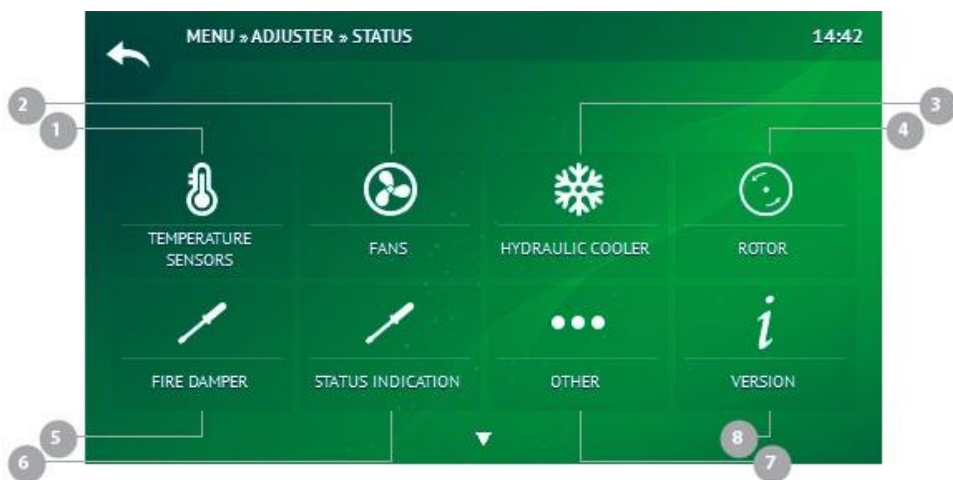 MENU » ADJUSTER » STATUS 14:42
2
3
1
4
TEMPERATURE
SENSORS
FANS
HYDRAULIC COOLER
ROTOR
FIRE DAMPER
STATUS INDICATION
OTHER
VERSION
5
8
6
7